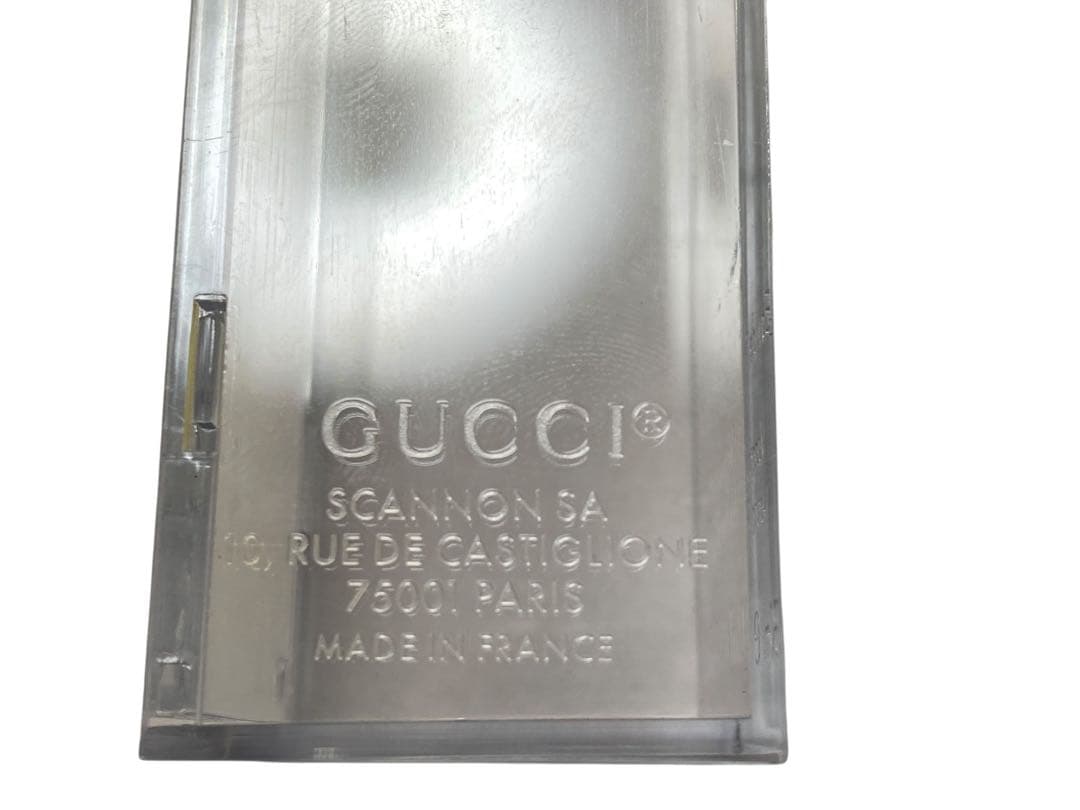 GUCCI®
SCANNON SA
10, RUE DE CASTIGLIONE
75001 PARIS
MADE IN FRANCE